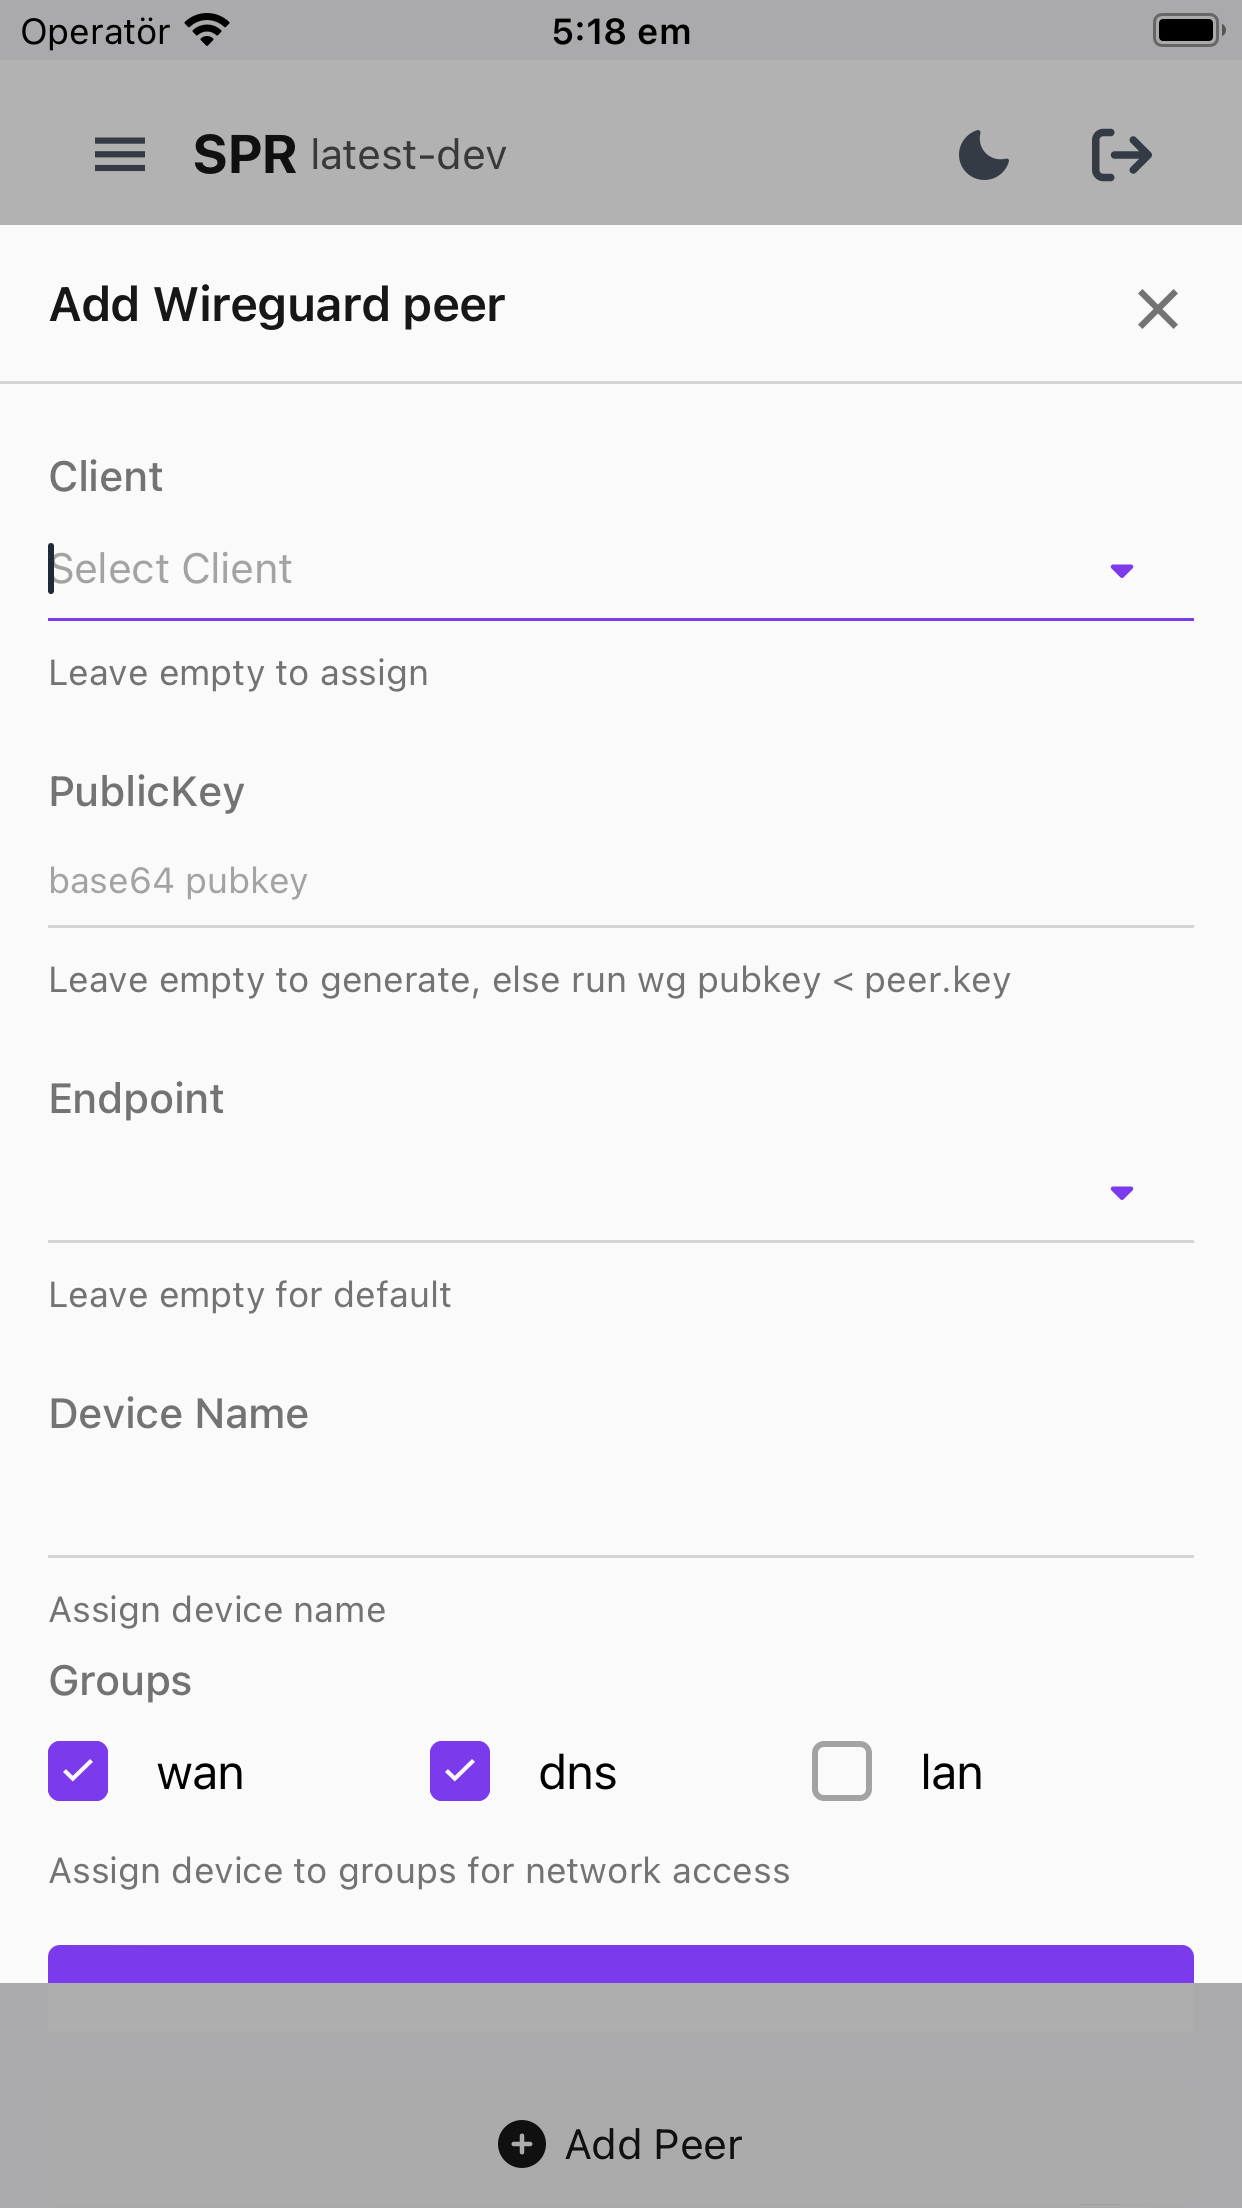 Operatör 5:18 em
SPR latest-dev
Add Wireguard peer
Client
Select Client
Leave empty to assign
PublicKey
base64 pubkey
Leave empty to generate, else run wg pubkey < peer.key
Endpoint
Leave empty for default
Device Name
Assign device name
Groups
wan dns lan
Assign device to groups for network access
Add Peer